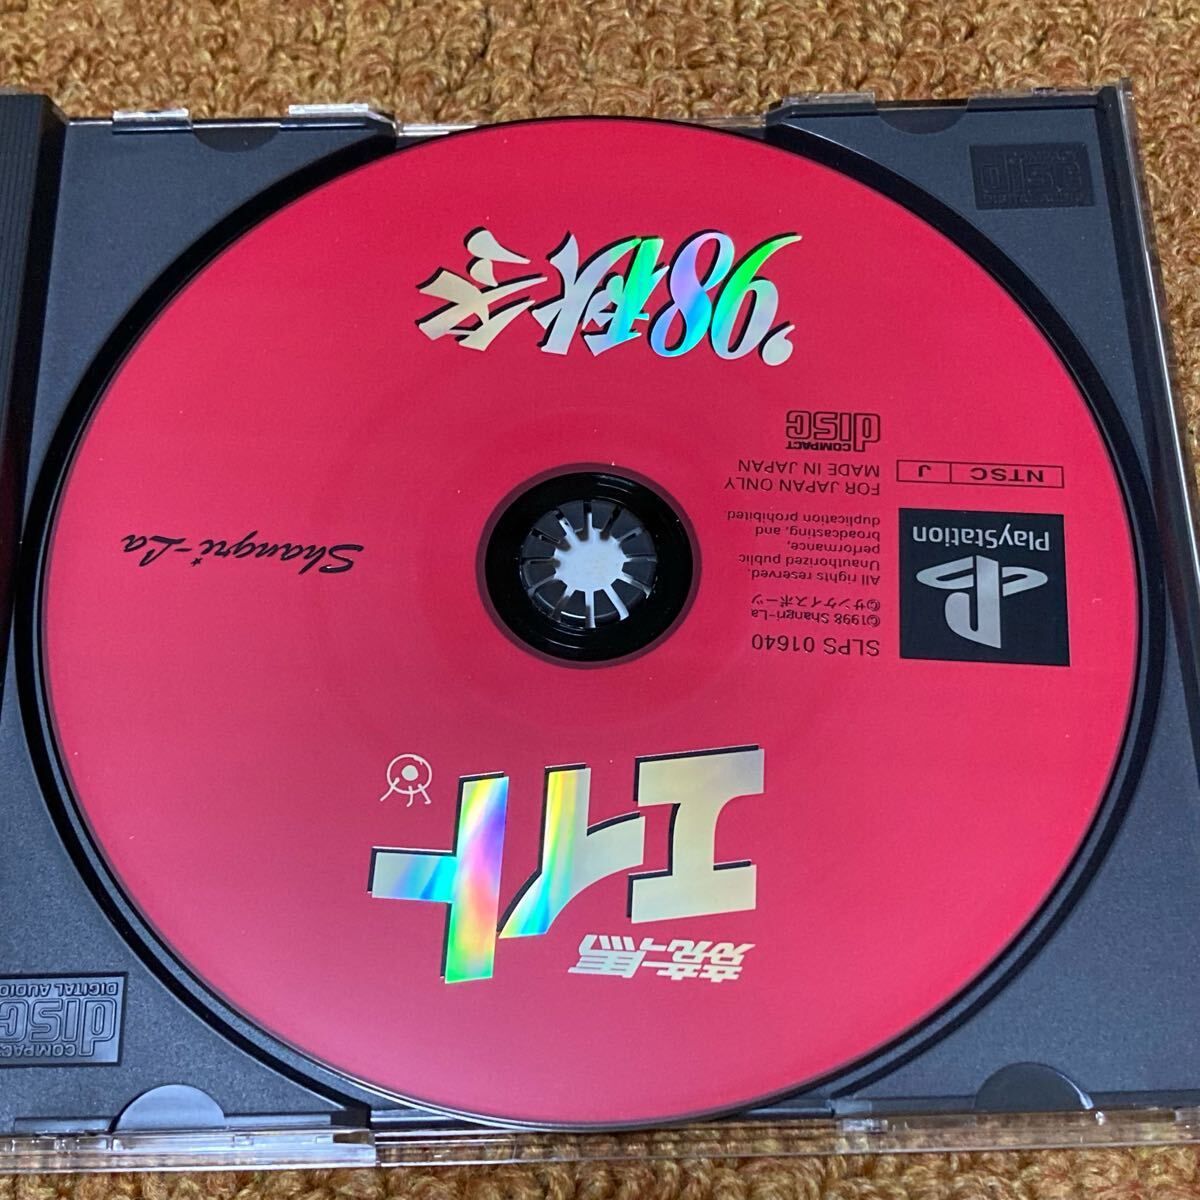 競馬
エイト
PlayStation
SLPS 01640
©1998 Shangri-La
©サンケイスポーツ
All rights reserved.
Unauthorized public
performance,
broadcasting, and
duplication prohibited.
NTSC J
FOR JAPAN ONLY
MADE IN JAPAN
COMPACT
disc
Shangri-La
'98秋冬
COMPACT
disc
DIGITAL AUDIO
disc